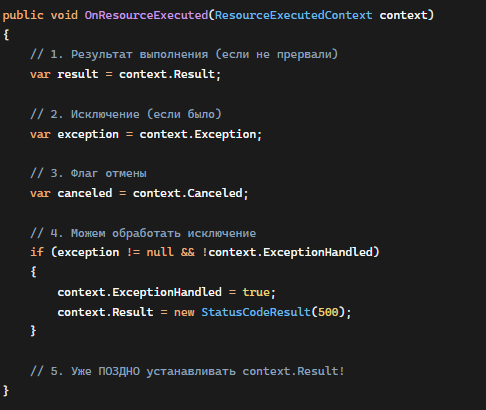 public void OnResourceExecuted(ResourceExecutedContext context)
{
    // 1. Результат выполнения (если не прервали)
    var result = context.Result;
    // 2. Исключение (если было)
    var exception = context.Exception;
    // 3. Флаг отмены
    var canceled = context.Canceled;
    // 4. Можем обработать исключение
    if (exception != null && !context.ExceptionHandled)
    {
        context.ExceptionHandled = true;
        context.Result = new StatusCodeResult(500);
    }
    // 5. Уже ПОЗДНО устанавливать context.Result!
}